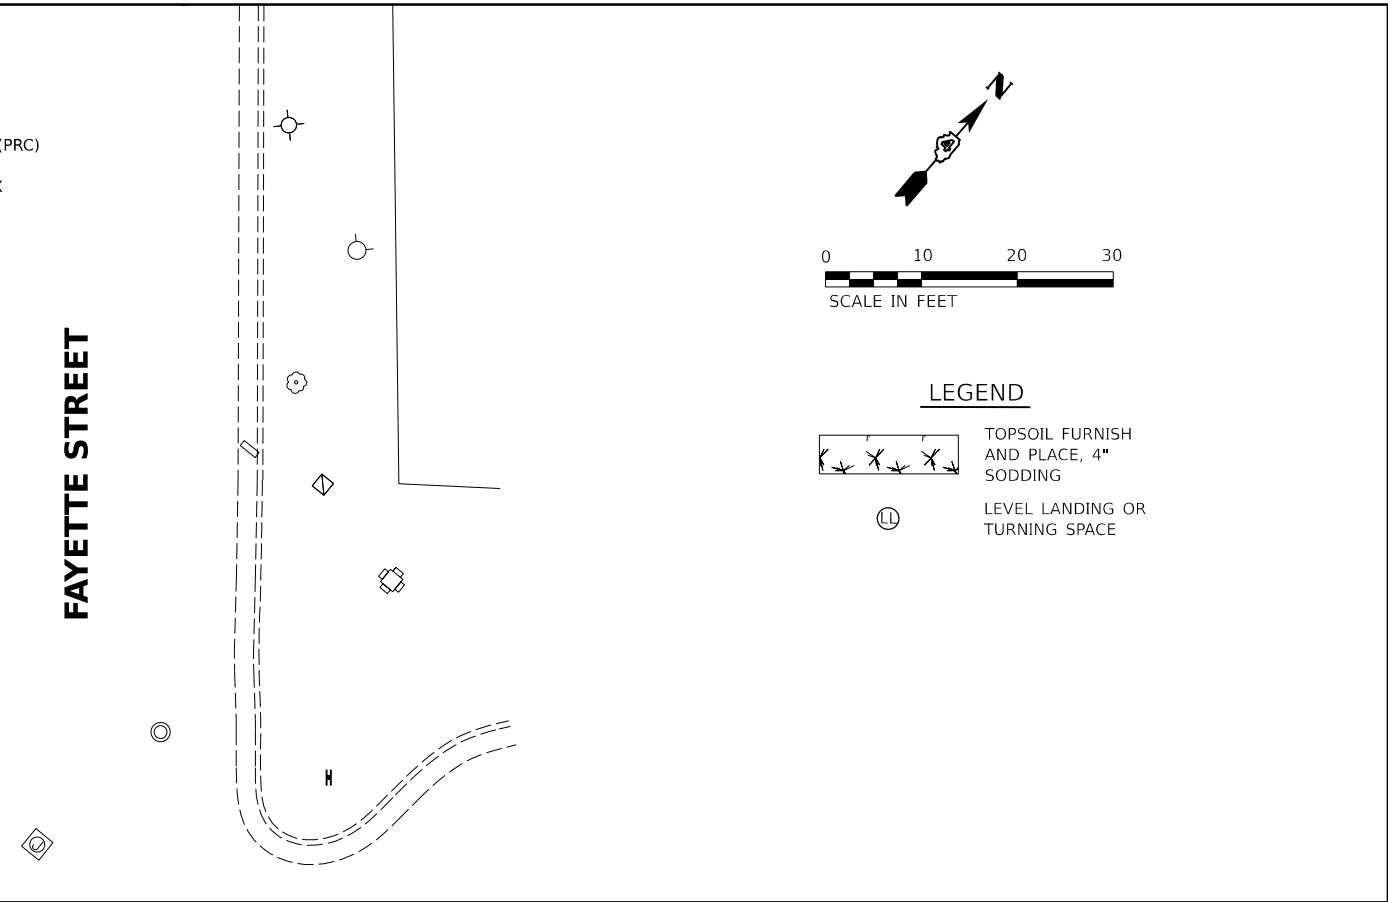 (PRC)
FAYETTE STREET
N
4
0 10 20 30
SCALE IN FEET
LEGEND
TOPSOIL FURNISH
AND PLACE, 4"
SODDING
LL
LEVEL LANDING OR
TURNING SPACE